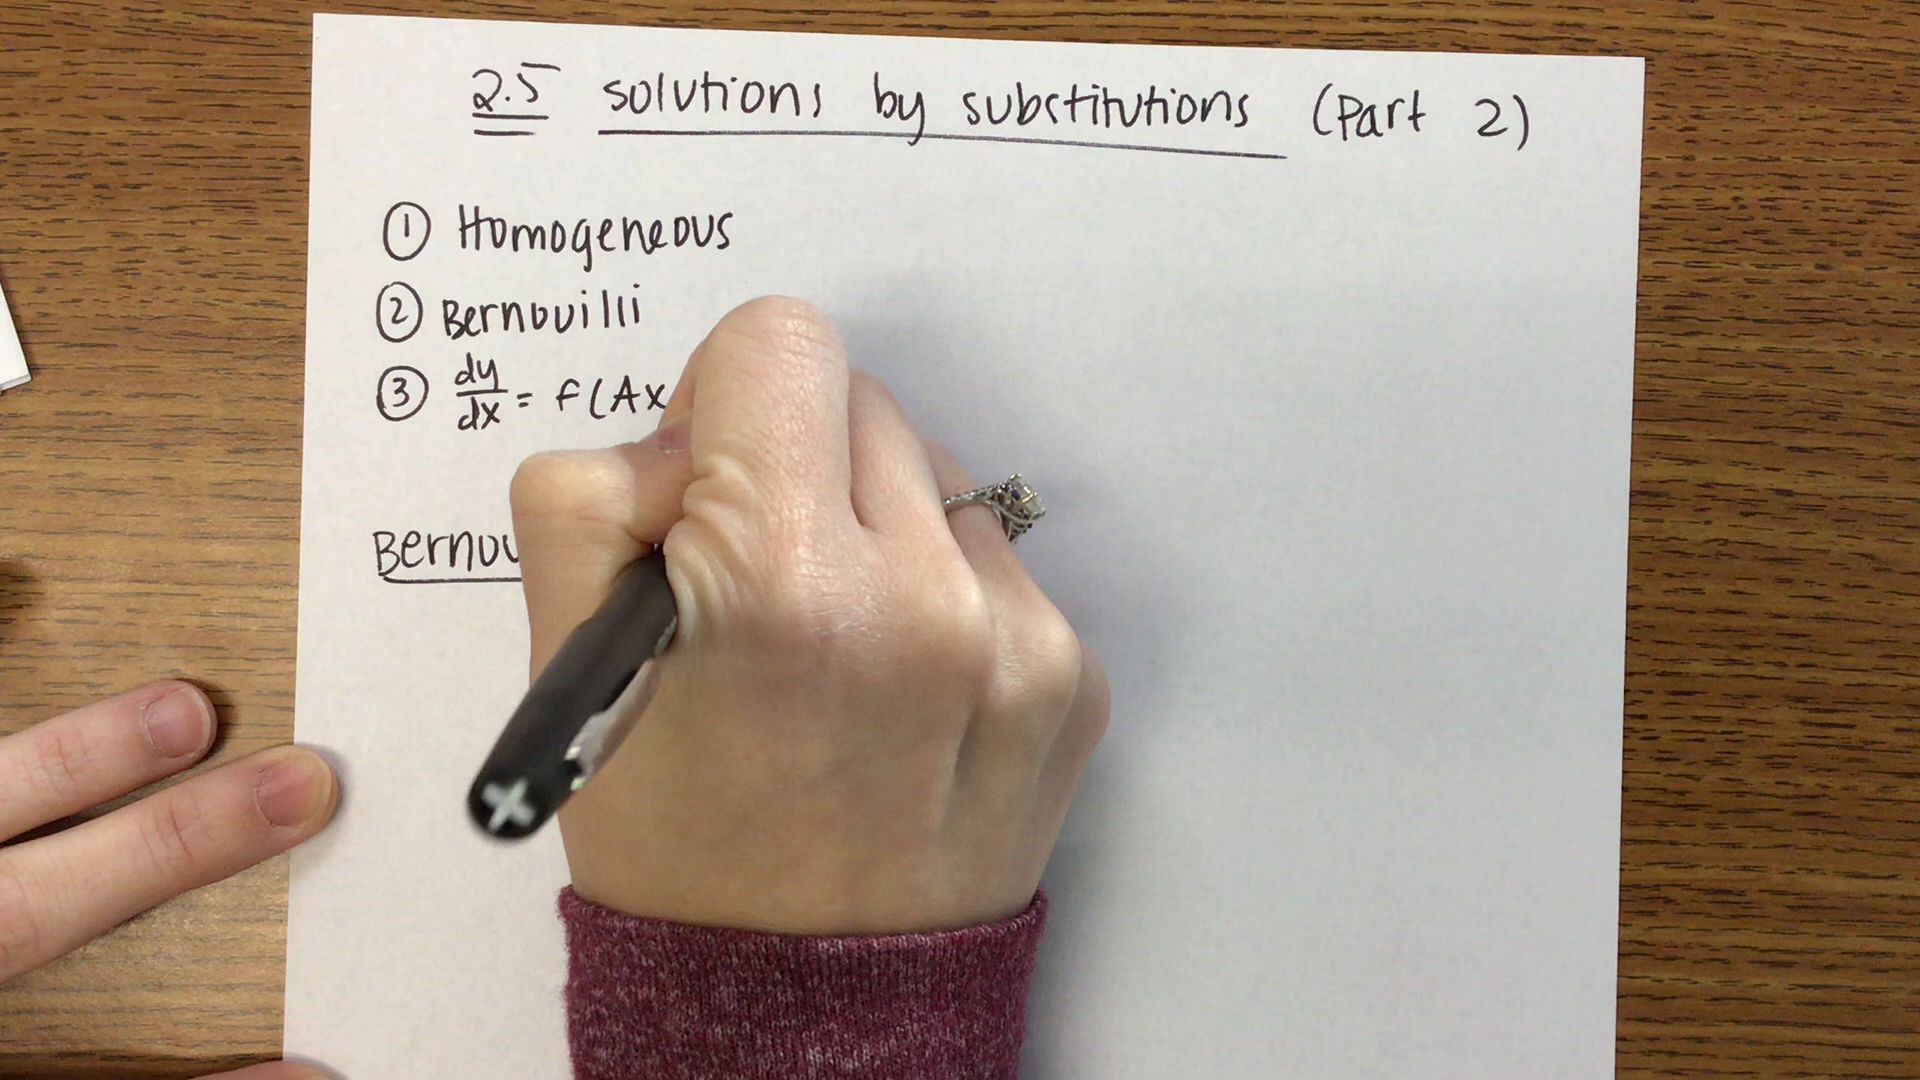 2.5 solutions by substitutions (Part 2)
① Homogeneous
② Bernouilli
③ dy/dx = f(Ax
Bernou